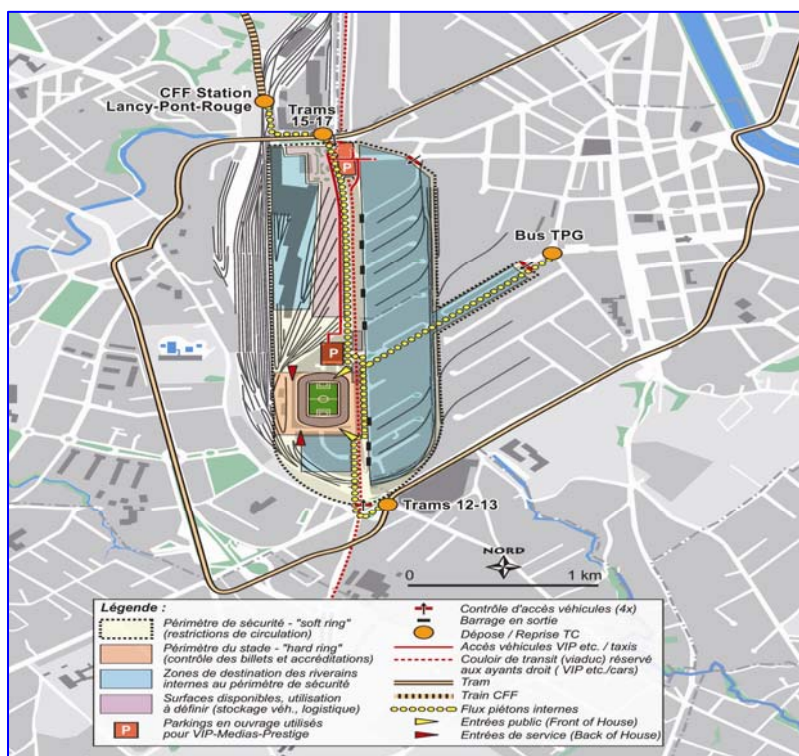 CFF Station
Lancy-Pont-Rouge
Trams
15-17
P
Bus TPG
P
Trams 12-13
NORD
0
1 km
Légende :
Périmètre de sécurité - "soft ring"
(restrictions de circulation)
Périmètre du stade - "hard ring"
(contrôle des billets et accréditations)
Zones de destination des riverains
internes au périmètre de sécurité
Surfaces disponibles, utilisation
à définir (stockage véh., logistique)
P
Parkings en ouvrage utilisés
pour VIP-Medias-Prestige
Contrôle d'accès véhicules (4x)
Barrage en sortie
Dépose / Reprise TC
Accès véhicules VIP etc. / taxis
Couloir de transit (viaduc) réservé
aux ayants droit ( VIP etc./cars)
Tram
Train CFF
Flux piétons internes
Entrées public (Front of House)
Entrées de service (Back of House)